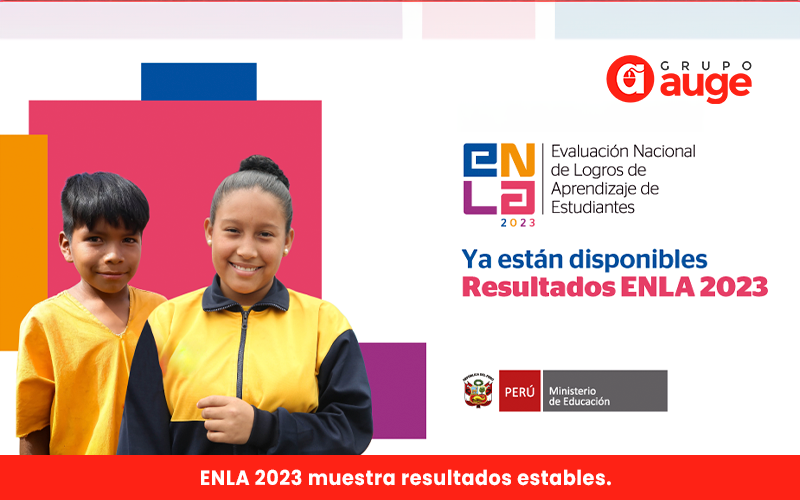 GRUPO
auge
ENLA
2023
Evaluación Nacional
de Logros de
Aprendizaje de
Estudiantes
Ya están disponibles
Resultados ENLA 2023
PERÚ
Ministerio
de Educación
ENLA 2023 muestra resultados estables.